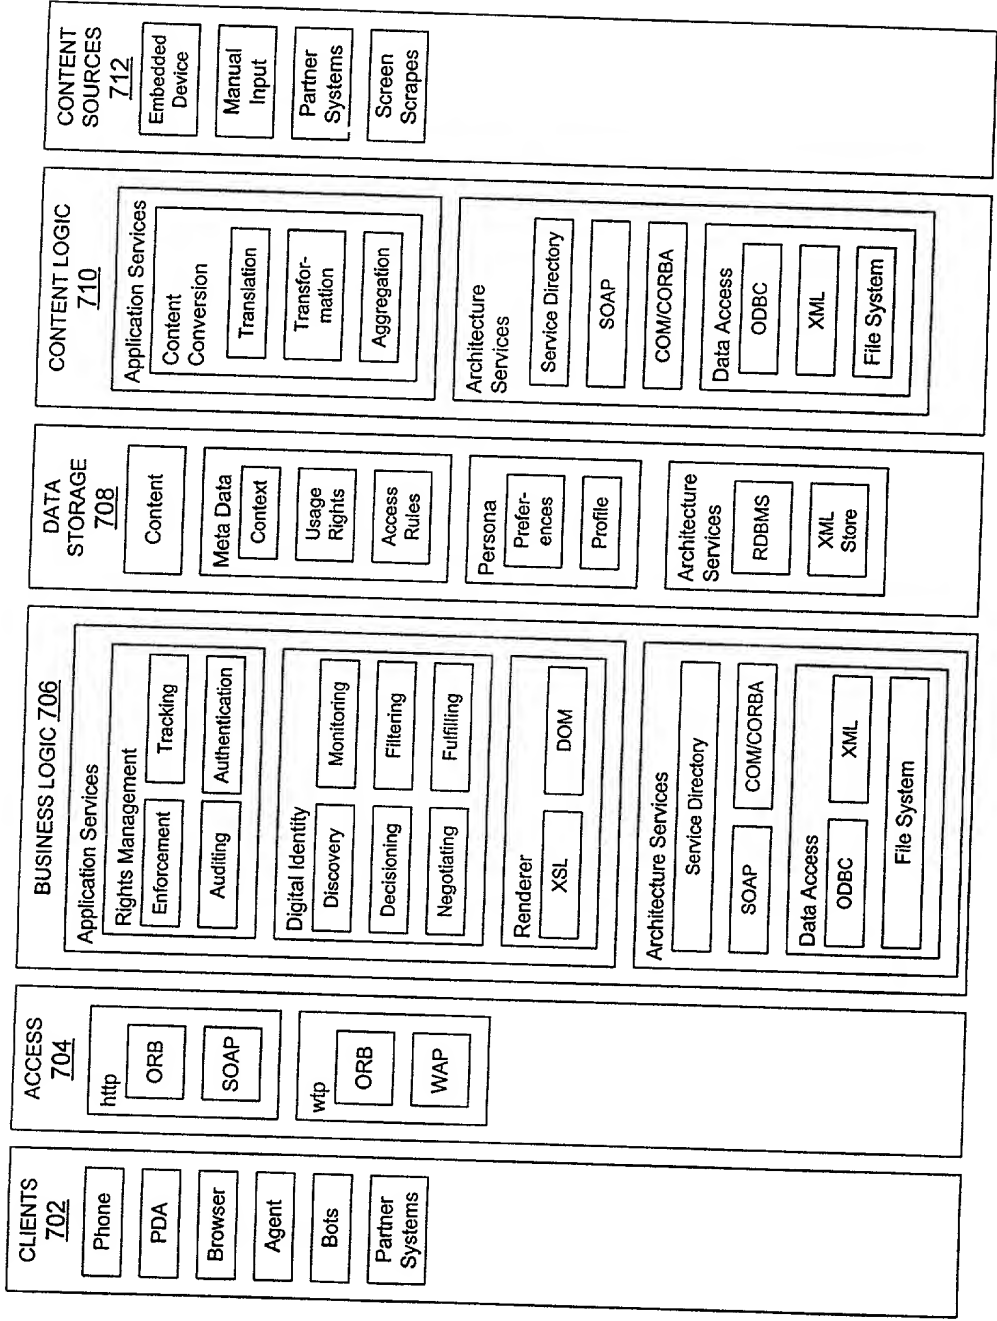 CLIENTS
702
Phone
PDA
Browser
Agent
Bots
Partner
Systems
ACCESS
704
http
ORB
SOAP
wtp
ORB
WAP
BUSINESS LOGIC 706
Application Services
Rights Management
Enforcement
Tracking
Auditing
Authentication
Digital Identity
Discovery
Monitoring
Decisioning
Filtering
Negotiating
Fulfilling
Renderer
XSL
DOM
Architecture Services
Service Directory
SOAP
COM/CORBA
Data Access
ODBC
XML
File System
DATA
STORAGE
708
Content
Meta Data
Context
Usage
Rights
Access
Rules
Persona
Prefer-
ences
Profile
Architecture
Services
RDBMS
XML
Store
CONTENT LOGIC
710
Application Services
Content
Conversion
Translation
Transfor-
mation
Aggregation
Architecture
Services
Service Directory
SOAP
COM/CORBA
Data Access
ODBC
XML
File System
CONTENT
SOURCES
712
Embedded
Device
Manual
Input
Partner
Systems
Screen
Scrapes